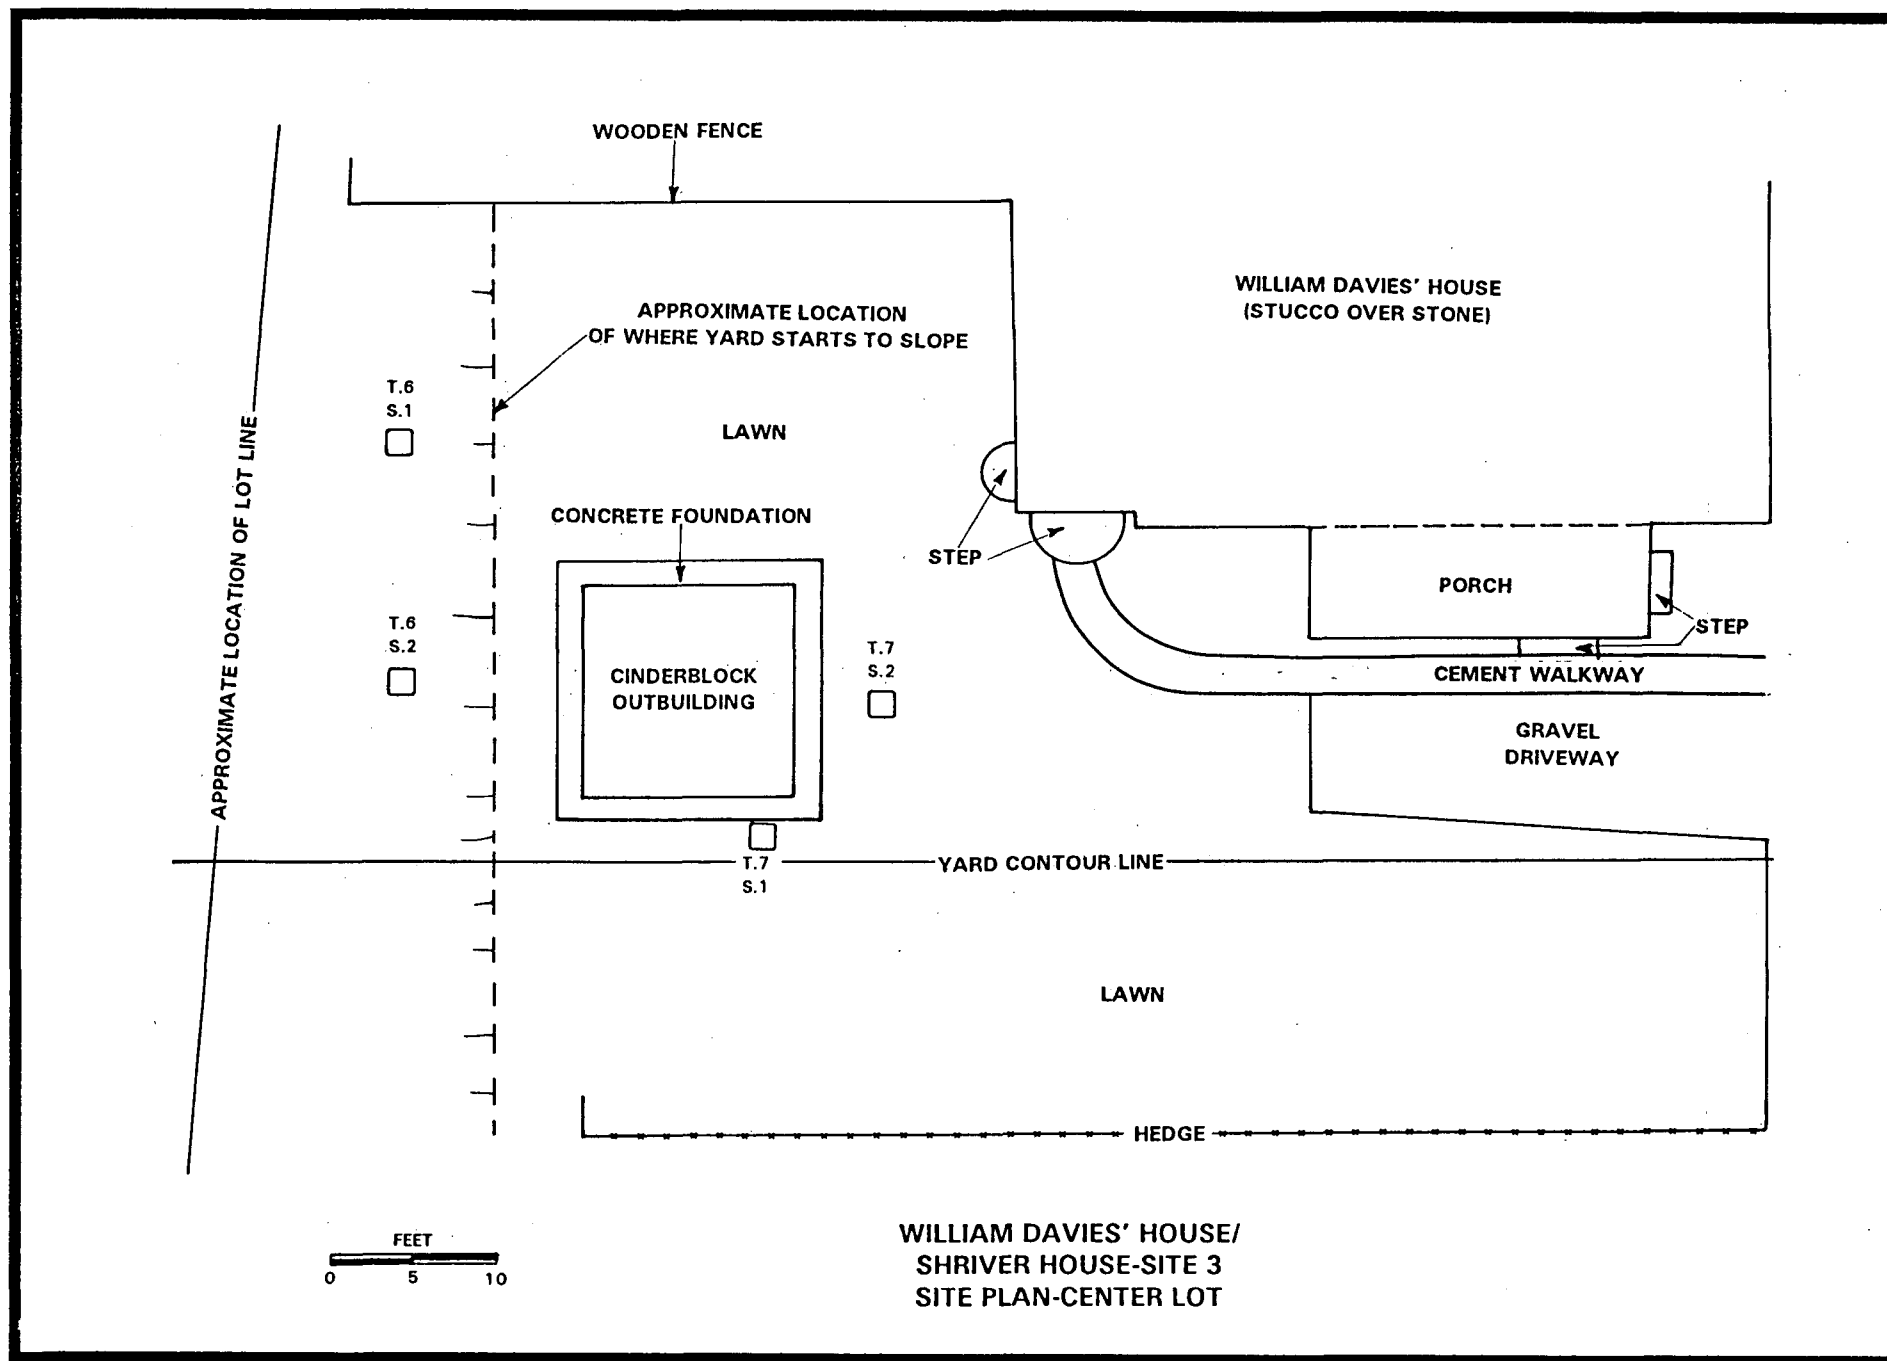 WOODEN FENCE
WILLIAM DAVIES' HOUSE
(STUCCO OVER STONE)
APPROXIMATE LOCATION
OF WHERE YARD STARTS TO SLOPE
T.6
S.1
LAWN
APPROXIMATE LOCATION OF LOT LINE
CONCRETE FOUNDATION
STEP
PORCH
T.6
S.2
STEP
T.7
S.2
CINDERBLOCK
OUTBUILDING
CEMENT WALKWAY
GRAVEL
DRIVEWAY
T.7
S.1
YARD CONTOUR LINE
LAWN
HEDGE
FEET
0 5 10
WILLIAM DAVIES' HOUSE/
SHRIVER HOUSE-SITE 3
SITE PLAN-CENTER LOT